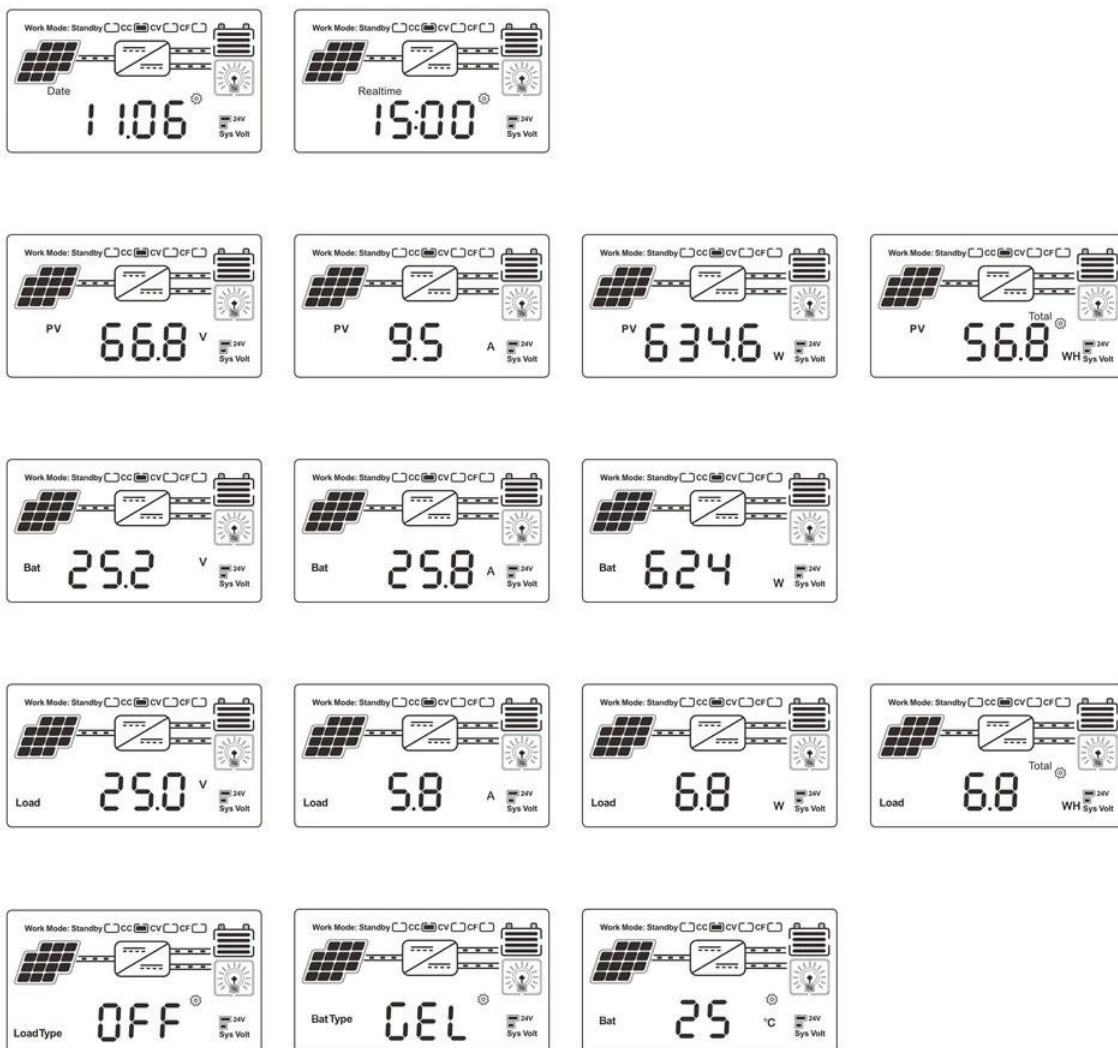 Work Mode: Standby CC CV CF
Date
11.06
24V
Sys Volt
Work Mode: Standby CC CV CF
Realtime
15:00
24V
Sys Volt
Work Mode: Standby CC CV CF
PV 66.8 V
24V
Sys Volt
Work Mode: Standby CC CV CF
PV 9.5 A
24V
Sys Volt
Work Mode: Standby CC CV CF
PV 634.6 W
24V
Sys Volt
Work Mode: Standby CC CV CF
Total
PV 56.8 WH
24V
Sys Volt
Work Mode: Standby CC CV CF
Bat 25.2 V
24V
Sys Volt
Work Mode: Standby CC CV CF
Bat 25.8 A
24V
Sys Volt
Work Mode: Standby CC CV CF
Bat 624 W
24V
Sys Volt
Work Mode: Standby CC CV CF
Load 25.0 V
24V
Sys Volt
Work Mode: Standby CC CV CF
Load 5.8 A
24V
Sys Volt
Work Mode: Standby CC CV CF
Load 6.8 W
24V
Sys Volt
Work Mode: Standby CC CV CF
Total
Load 6.8 WH
24V
Sys Volt
Work Mode: Standby CC CV CF
Load Type OFF
24V
Sys Volt
Work Mode: Standby CC CV CF
Bat Type GEL
24V
Sys Volt
Work Mode: Standby CC CV CF
Bat 25 °C
24V
Sys Volt